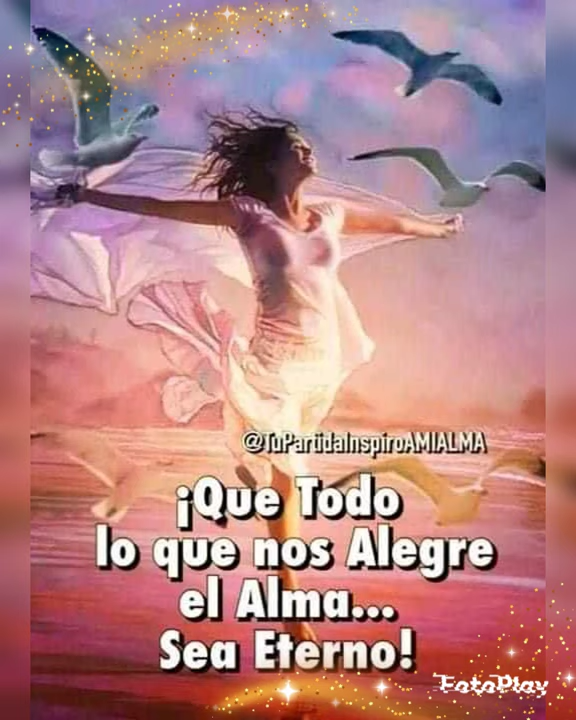 @TuPartidaInspiroAMIALMA
¡Que Todo
lo que nos Alegre
el Alma...
Sea Eterno!
FotoPlay